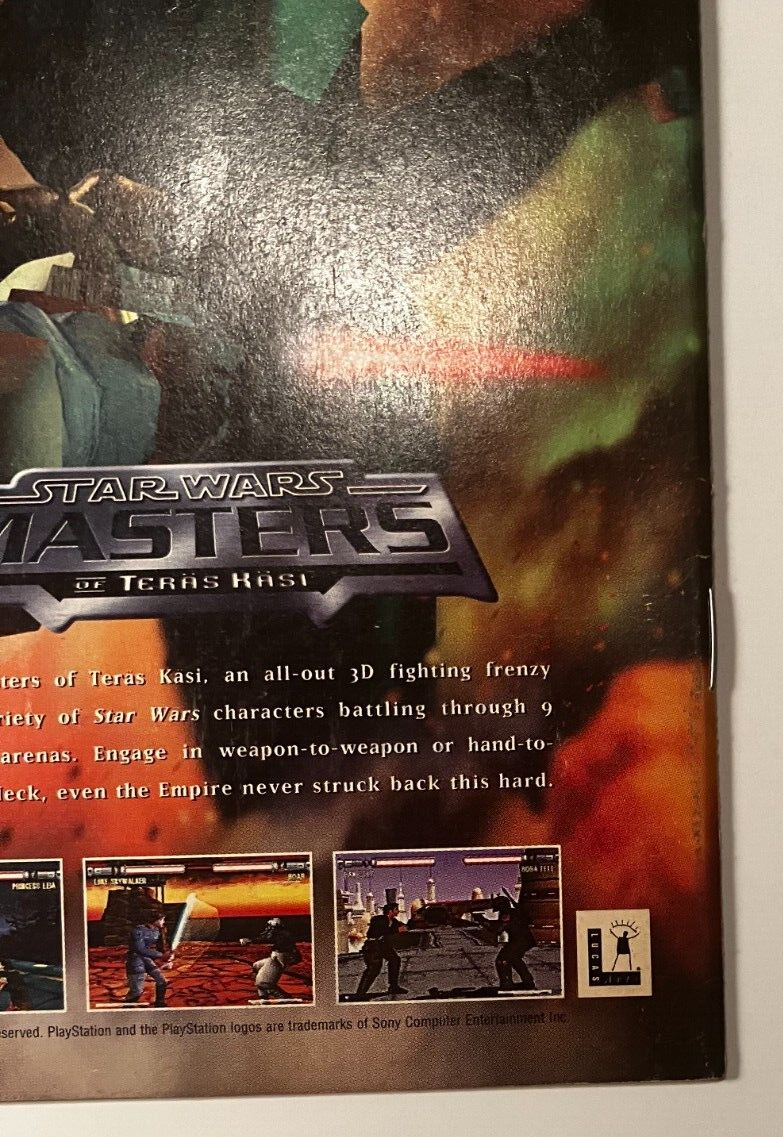 STAR WARS
MASTERS
OF TERÄS KÄSI
ters of Teräs Käsi, an all-out 3D fighting frenzy
riety of Star Wars characters battling through 9
arenas. Engage in weapon-to-weapon or hand-to-
Heck, even the Empire never struck back this hard.
PRINCESS LEIA
LUKE SKYWALKER
HOAR
BOBA FETT
LUCAS
served. PlayStation and the PlayStation logos are trademarks of Sony Computer Entertainment Inc.